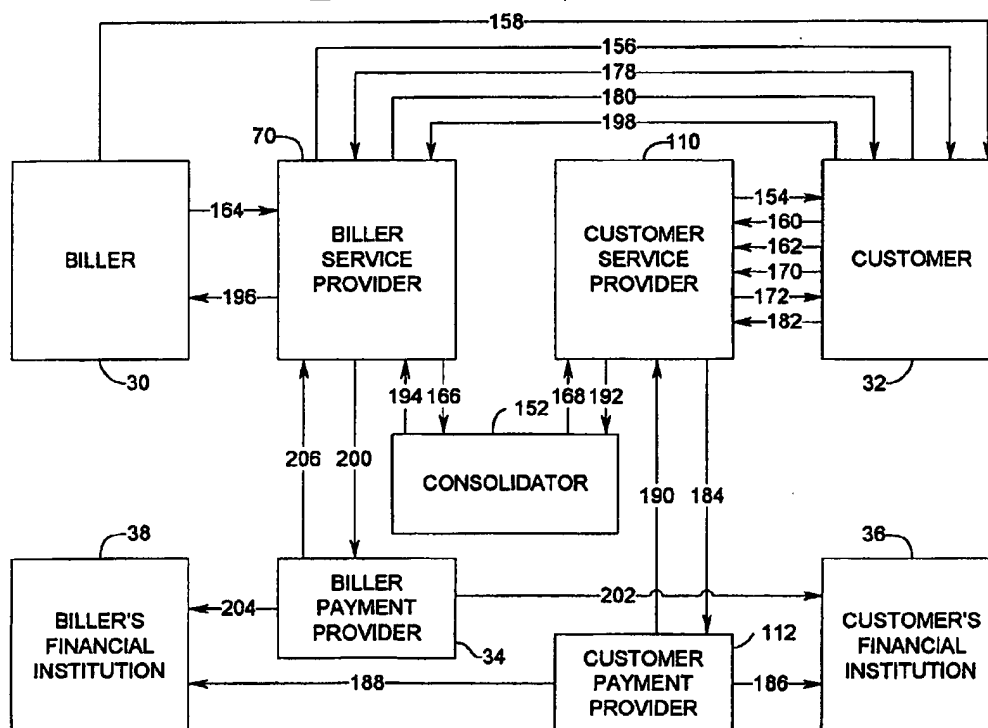 158
156
178
180
198
70
110
BILLER
164
196
30
BILLER
SERVICE
PROVIDER
CUSTOMER
SERVICE
PROVIDER
154
160
162
170
172
182
CUSTOMER
32
194
166
152
168
192
CONSOLIDATOR
206
200
190
184
38
36
BILLER'S
FINANCIAL
INSTITUTION
204
BILLER
PAYMENT
PROVIDER
34
202
112
CUSTOMER'S
FINANCIAL
INSTITUTION
188
CUSTOMER
PAYMENT
PROVIDER
186